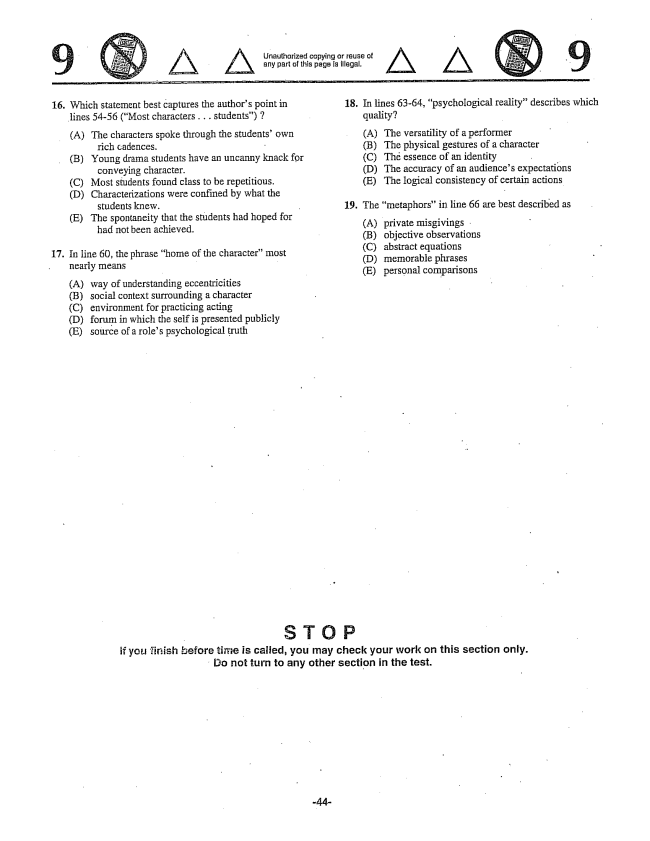 9
Unauthorized copying or reuse of
any part of this page is illegal.
9
16. Which statement best captures the author's point in
lines 54-56 ("Most characters . . . students") ?
(A) The characters spoke through the students' own
rich cadences.
(B) Young drama students have an uncanny knack for
conveying character.
(C) Most students found class to be repetitious.
(D) Characterizations were confined by what the
students knew.
(E) The spontaneity that the students had hoped for
had not been achieved.
17. In line 60, the phrase "home of the character" most
nearly means
(A) way of understanding eccentricities
(B) social context surrounding a character
(C) environment for practicing acting
(D) forum in which the self is presented publicly
(E) source of a role's psychological truth
18. In lines 63-64, "psychological reality" describes which
quality?
(A) The versatility of a performer
(B) The physical gestures of a character
(C) The essence of an identity
(D) The accuracy of an audience's expectations
(E) The logical consistency of certain actions
19. The "metaphors" in line 66 are best described as
(A) private misgivings
(B) objective observations
(C) abstract equations
(D) memorable phrases
(E) personal comparisons
STOP
If you finish before time is called, you may check your work on this section only.
Do not turn to any other section in the test.
-44-